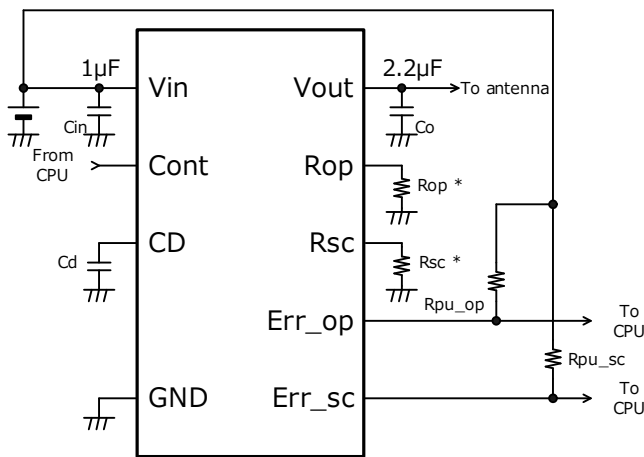 1µF
2.2µF
Vin
Vout
To antenna
Cin
Co
From
CPU
Cont
Rop
Rop *
CD
Rsc
Cd
Rsc *
Rpu_op
Err_op
To
CPU
Rpu_sc
GND
Err_sc
To
CPU